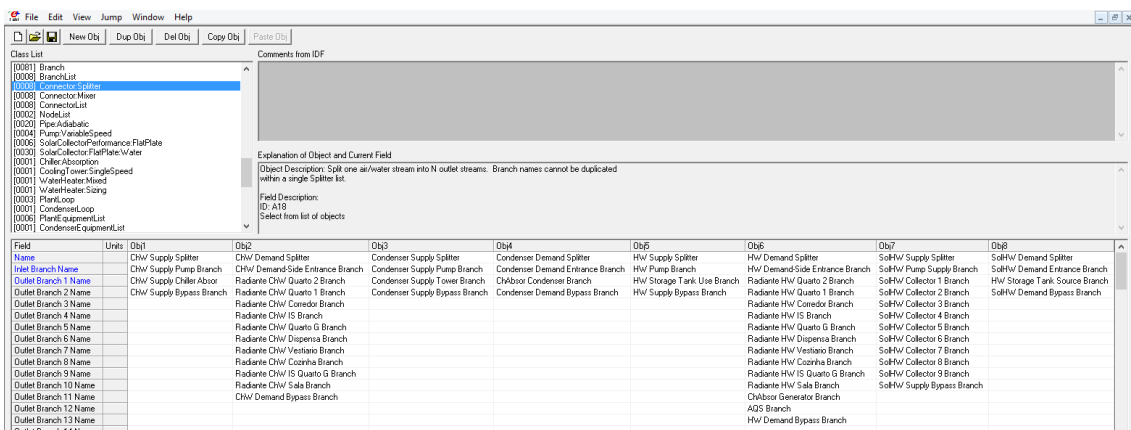 File Edit View Jump Window Help
New Obj Dup Obj Del Obj Copy Obj Paste Obj
Class List Comments from IDF
[0081] Branch
[0008] BranchList
[0008] Connector:Splitter
[0008] Connector:Mixer
[0008] ConnectorList
[0002] NodeList
[0020] Pipe:Adiabatic
[0004] Pump:VariableSpeed
[0006] SolarCollectorPerformance:FlatPlate
[0030] SolarCollector:FlatPlate:Water
[0001] Chiller:Absorption
[0001] CoolingTower:SingleSpeed
[0001] WaterHeater:Mixed
[0001] WaterHeater:Sizing
[0003] PlantLoop
[0001] CondenserLoop
[0006] PlantEquipmentList
[0001] CondenserEquipmentList
Explanation of Object and Current Field
Object Description: Split one air/water stream into N outlet streams. Branch names cannot be duplicated
within a single Splitter list.
Field Description:
ID: A18
Select from list of objects
Field Units Obj1 Obj2 Obj3 Obj4 Obj5 Obj6 Obj7 Obj8
Name ChW Supply Splitter ChW Demand Splitter Condenser Supply Splitter Condenser Demand Splitter HW Supply Splitter HW Demand Splitter SolHW Supply Splitter SolHW Demand Splitter
Inlet Branch Name ChW Supply Pump Branch CHW Demand-Side Entrance Branch Condenser Supply Pump Branch Condenser Demand Entrance Branch HW Pump Branch HW Demand-Side Entrance Branch SolHW Pump Supply Branch SolHW Demand Entrance Branch
Outlet Branch 1 Name ChW Supply Chiller Absor Radiante ChW Quarto 2 Branch Condenser Supply Tower Branch ChAbsor Condenser Branch HW Storage Tank Use Branch Radiante HW Quarto 2 Branch SolHW Collector 1 Branch HW Storage Tank Source Branch
Outlet Branch 2 Name ChW Supply Bypass Branch Radiante ChW Quarto 1 Branch Condenser Supply Bypass Branch Condenser Demand Bypass Branch HW Supply Bypass Branch Radiante HW Quarto 1 Branch SolHW Collector 2 Branch SolHW Demand Bypass Branch
Outlet Branch 3 Name Radiante ChW Corredor Branch Radiante HW Corredor Branch SolHW Collector 3 Branch
Outlet Branch 4 Name Radiante ChW IS Branch Radiante HW IS Branch SolHW Collector 4 Branch
Outlet Branch 5 Name Radiante ChW Quarto G Branch Radiante HW Quarto G Branch SolHW Collector 5 Branch
Outlet Branch 6 Name Radiante ChW Dispensa Branch Radiante HW Dispensa Branch SolHW Collector 6 Branch
Outlet Branch 7 Name Radiante ChW Vestiario Branch Radiante HW Vestiario Branch SolHW Collector 7 Branch
Outlet Branch 8 Name Radiante ChW Cozinha Branch Radiante HW Cozinha Branch SolHW Collector 8 Branch
Outlet Branch 9 Name Radiante ChW IS Quarto G Branch Radiante HW IS Quarto G Branch SolHW Collector 9 Branch
Outlet Branch 10 Name Radiante ChW Sala Branch Radiante HW Sala Branch SolHW Supply Bypass Branch
Outlet Branch 11 Name ChW Demand Bypass Branch ChAbsor Generator Branch
Outlet Branch 12 Name AQS Branch
Outlet Branch 13 Name HW Demand Bypass Branch